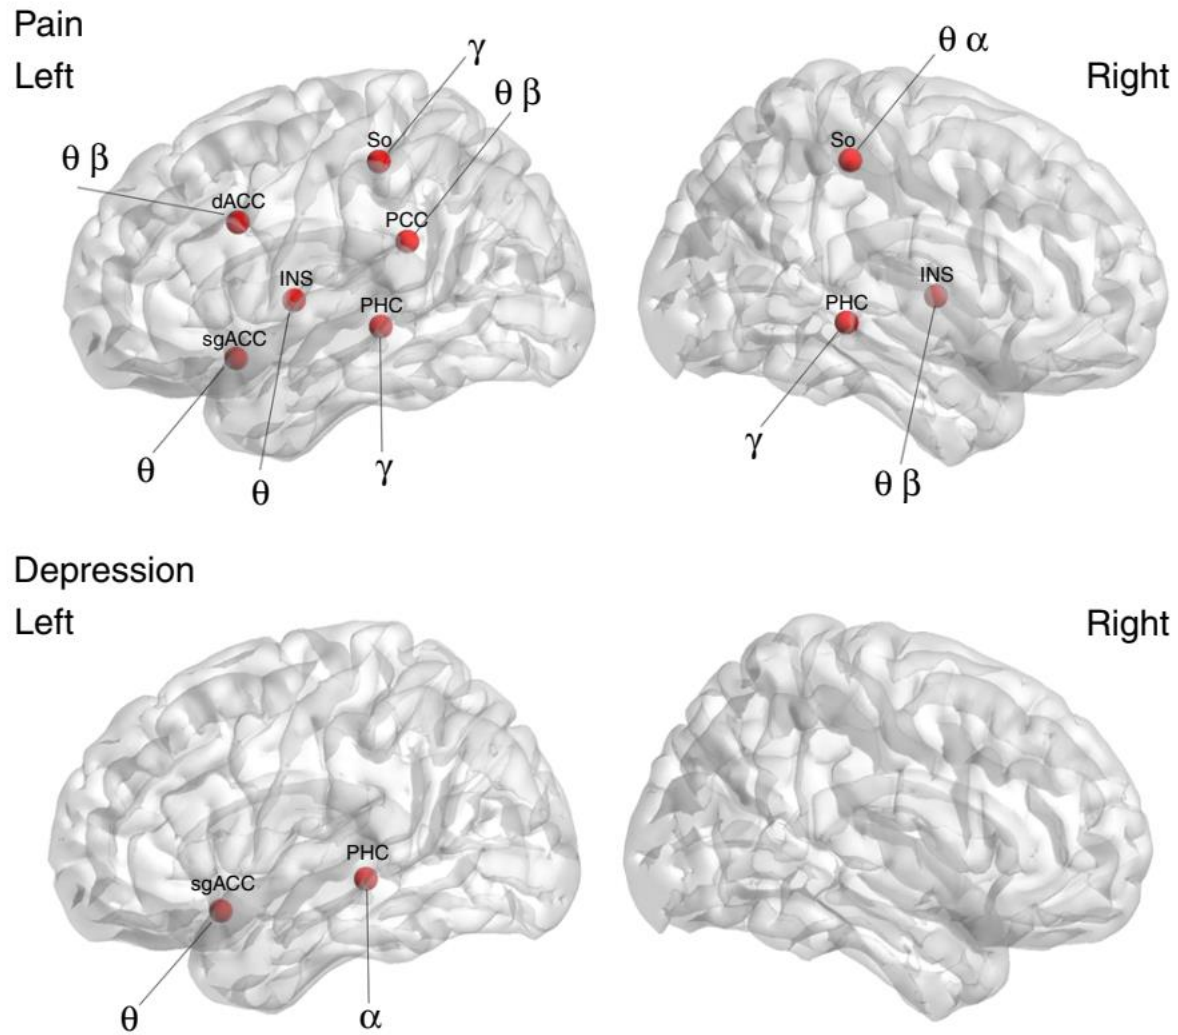 Pain
Left
Right
γ
θ α
θ β
So
So
θ β
dACC
PCC
INS
INS
PHC
PHC
sgACC
γ
θ
γ
θ
θ β
Depression
Left
Right
PHC
sgACC
θ
α